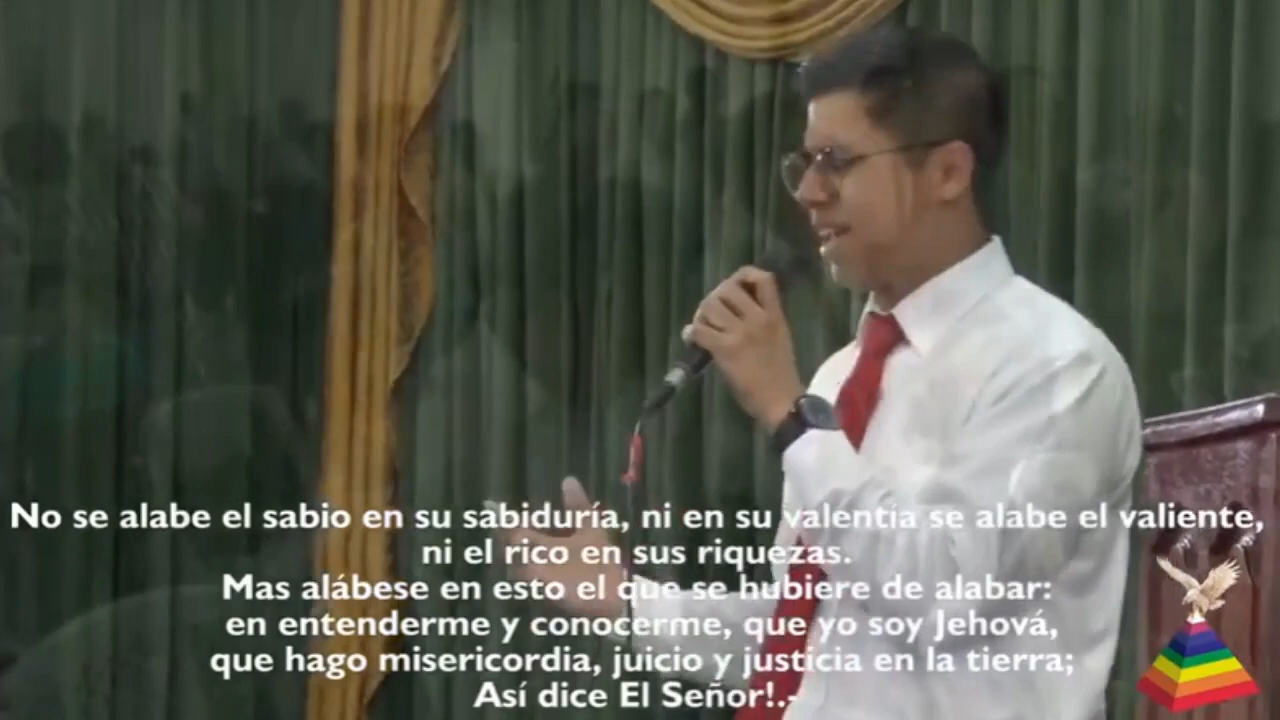 No se alabe el sabio en su sabiduría, ni en su valentía se alabe el valiente,
ni el rico en sus riquezas.
Mas alábese en esto el que se hubiere de alabar:
en entenderme y conocerme, que yo soy Jehová,
que hago misericordia, juicio y justicia en la tierra;
Así dice El Señor!.-